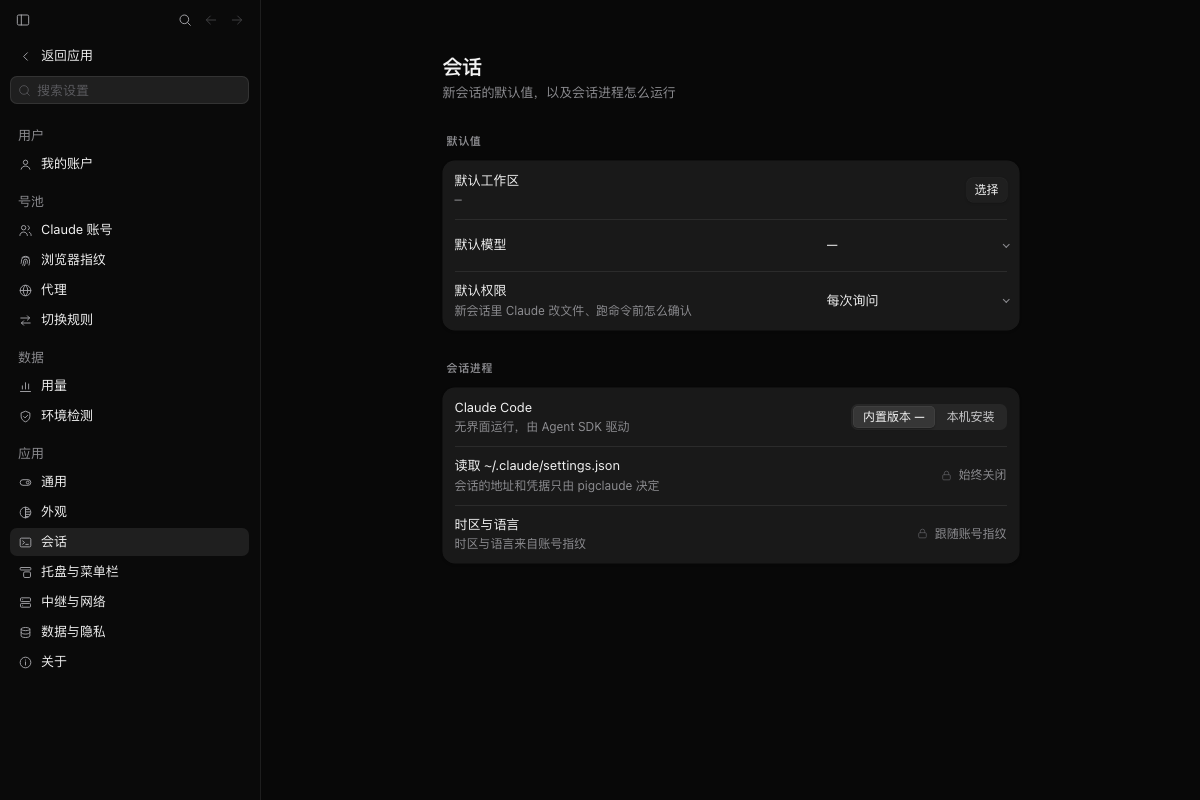 返回应用
搜索设置
用户
我的账户
号池
Claude 账号
浏览器指纹
代理
切换规则
数据
用量
环境检测
应用
通用
外观
会话
托盘与菜单栏
中继与网络
数据与隐私
关于
会话
新会话的默认值，以及会话进程怎么运行
默认值
默认工作区
—
选择
默认模型
—
默认权限
新会话里 Claude 改文件、跑命令前怎么确认
每次询问
会话进程
Claude Code
无界面运行，由 Agent SDK 驱动
内置版本 — 本机安装
读取 ~/.claude/settings.json
会话的地址和凭据只由 pigclaude 决定
始终关闭
时区与语言
时区与语言来自账号指纹
跟随账号指纹